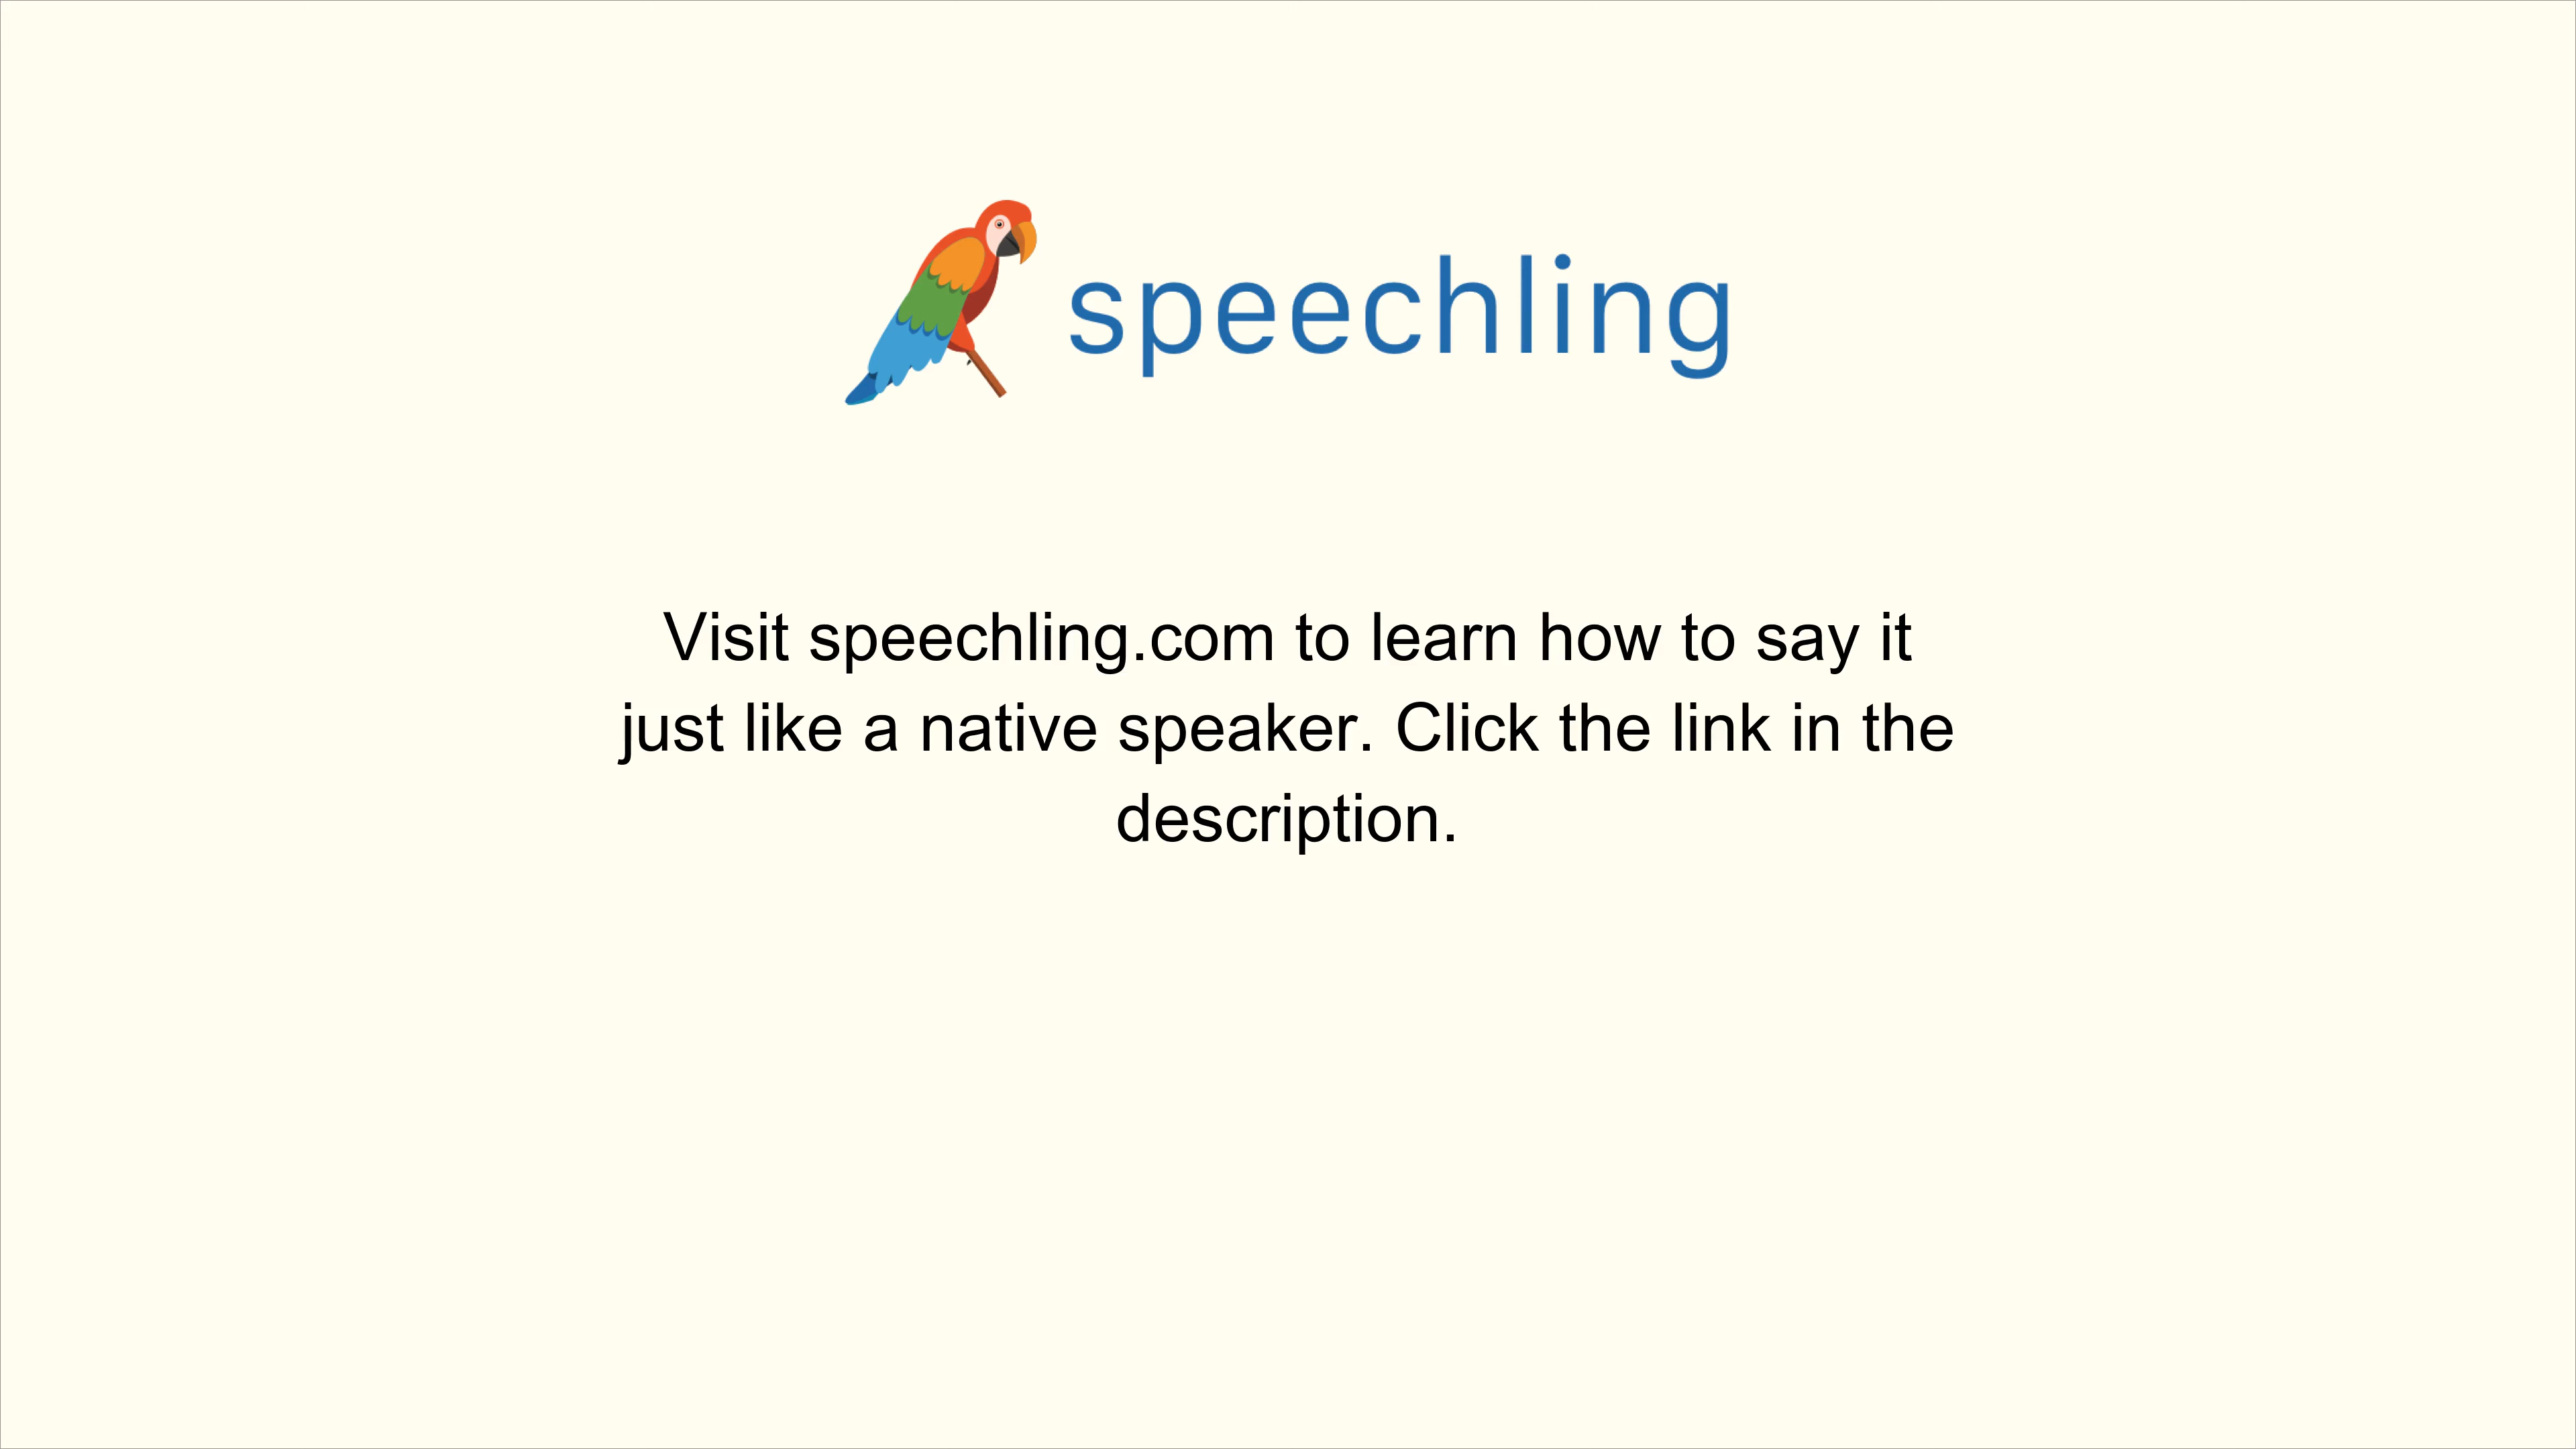 speechling
Visit speechling.com to learn how to say it
just like a native speaker. Click the link in the
description.